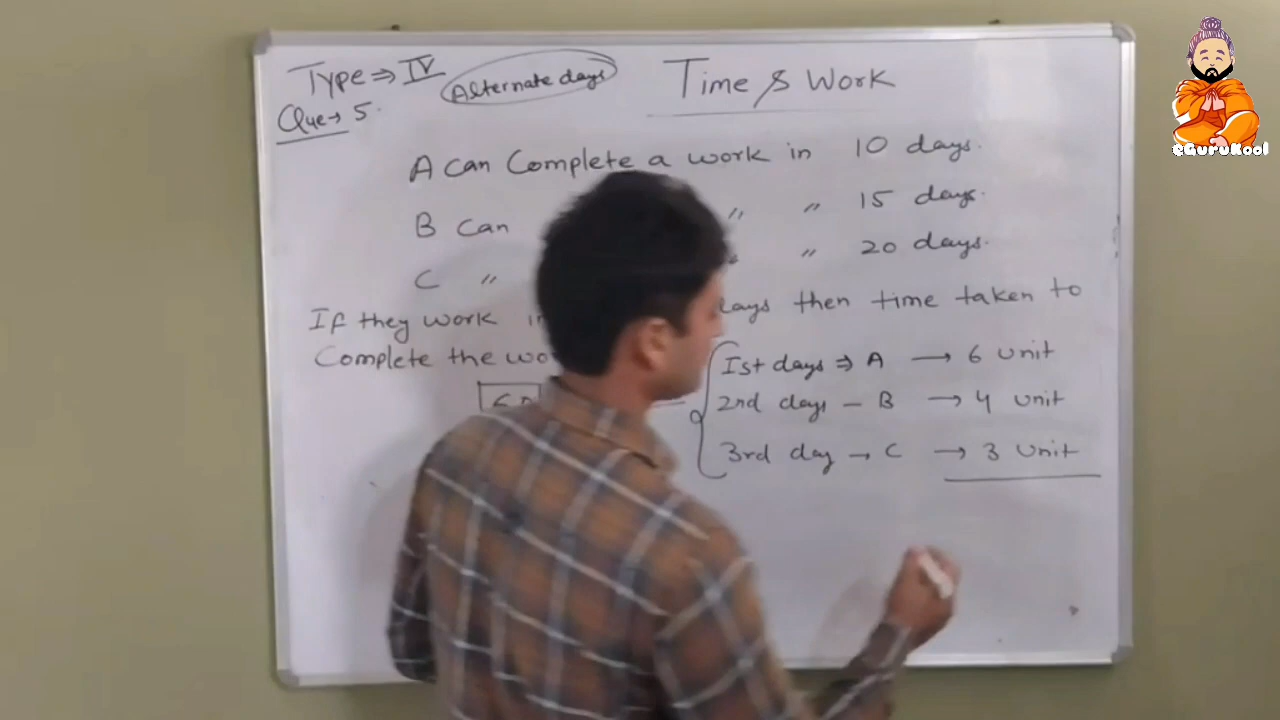 Type ⇒ IV
Alternate days
Time & Work
Que → 5.
A can Complete a work in 10 days.
B can " " 15 days.
C " " " 20 days.
If they work days then time taken to
Complete the
Ist days ⇒ A → 6 unit
2nd days - B → 4 unit
3rd day → C → 3 unit
eGuruKool